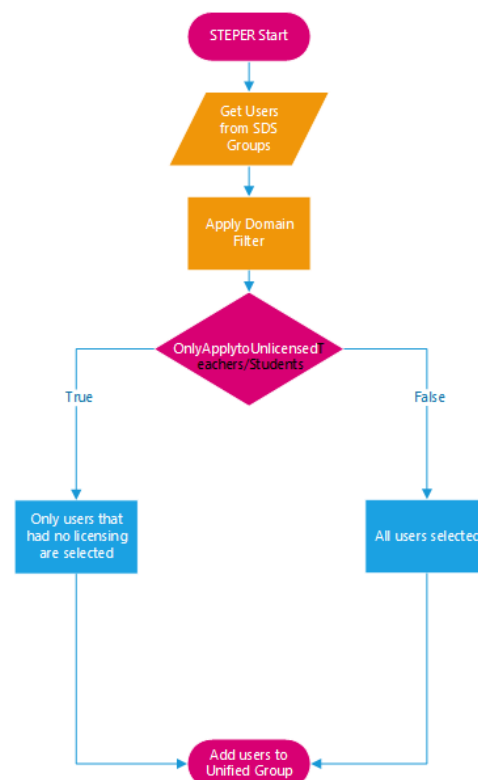 STEPER Start
Get Users
from SDS
Groups
Apply Domain
Filter
OnlyApplytoUnlicensedT
eachers/Students
True
False
Only users that
had no licensing
are selected
All users selected
Add users to
Unified Group